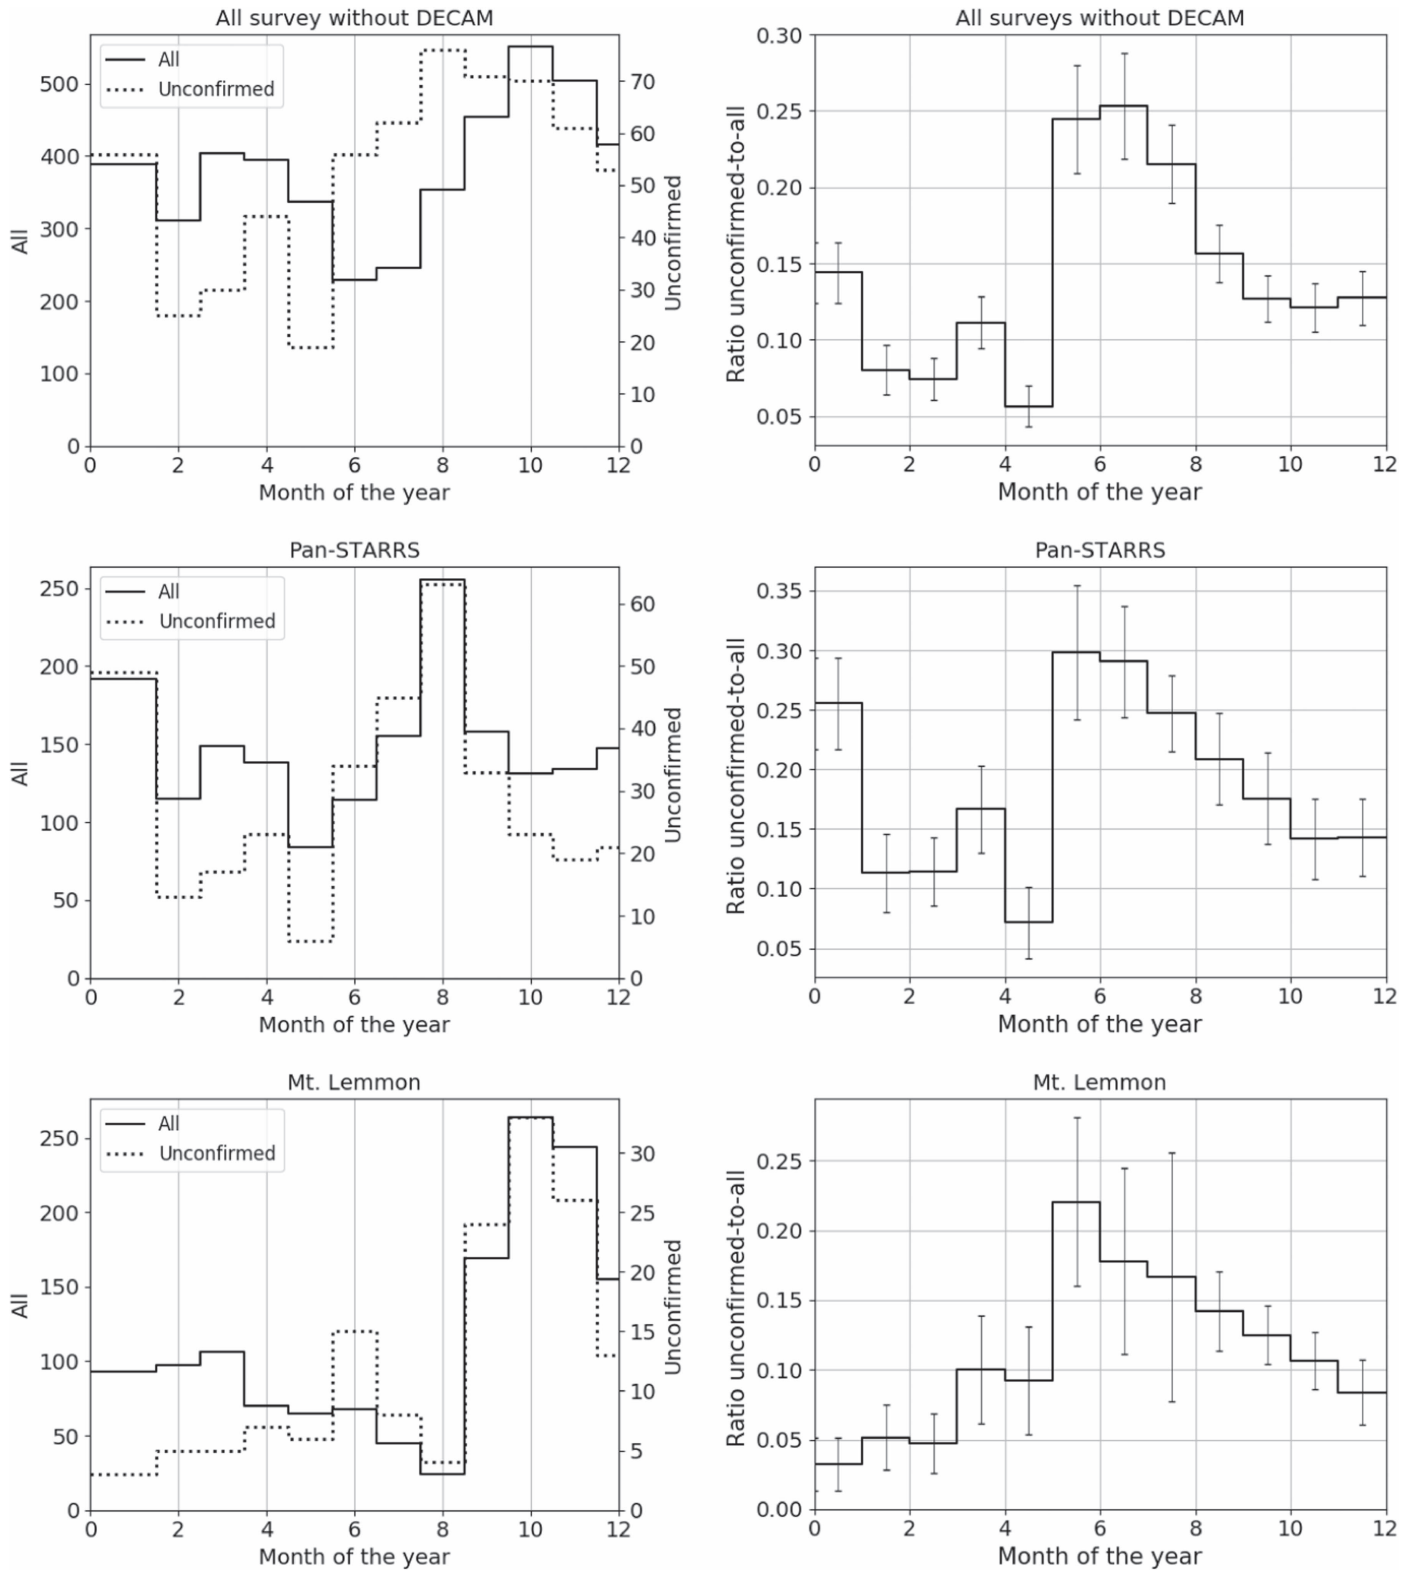 All survey without DECAM
All
Unconfirmed
500
400
300
200
100
0
70
60
50
40
30
20
10
0
All
Unconfirmed
0 2 4 6 8 10 12
Month of the year
All surveys without DECAM
0.30
0.25
0.20
0.15
0.10
0.05
Ratio unconfirmed-to-all
0 2 4 6 8 10 12
Month of the year
Pan-STARRS
All
Unconfirmed
250
200
150
100
50
0
60
50
40
30
20
10
0
All
Unconfirmed
0 2 4 6 8 10 12
Month of the year
Pan-STARRS
0.35
0.30
0.25
0.20
0.15
0.10
0.05
Ratio unconfirmed-to-all
0 2 4 6 8 10 12
Month of the year
Mt. Lemmon
All
Unconfirmed
250
200
150
100
50
0
30
25
20
15
10
5
0
All
Unconfirmed
0 2 4 6 8 10 12
Month of the year
Mt. Lemmon
0.25
0.20
0.15
0.10
0.05
0.00
Ratio unconfirmed-to-all
0 2 4 6 8 10 12
Month of the year